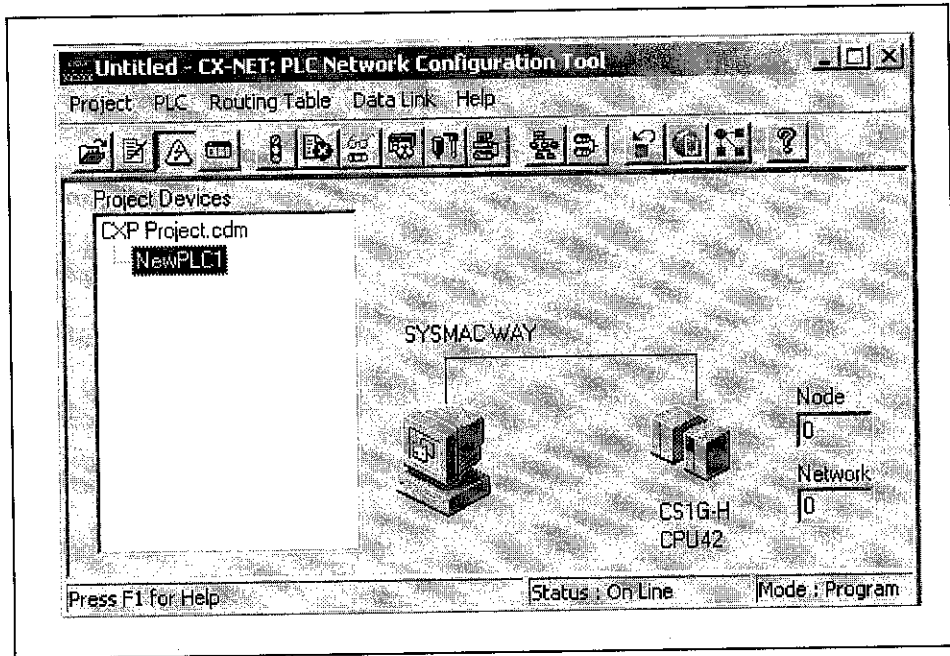 Untitled - CX-NET: PLC Network Configuration Tool
Project PLC Routing Table Data Link Help
Project Devices
CXP Project.cdm
NewPLC1
SYSMAC WAY
Node
0
Network
0
CS1G-H
CPU42
Press F1 for Help
Status : On Line
Mode : Program